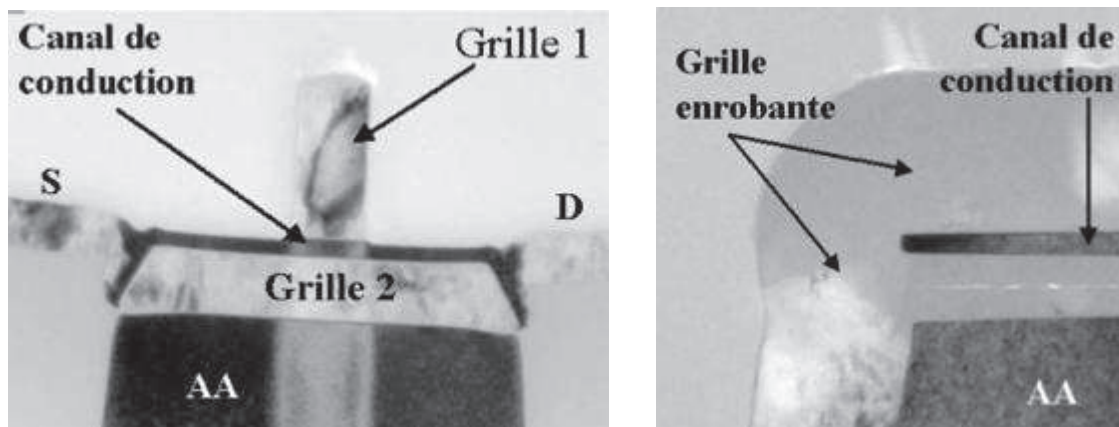 Canal de
conduction
Grille 1
S
D
Grille 2
AA
Grille
enrobante
Canal de
conduction
AA